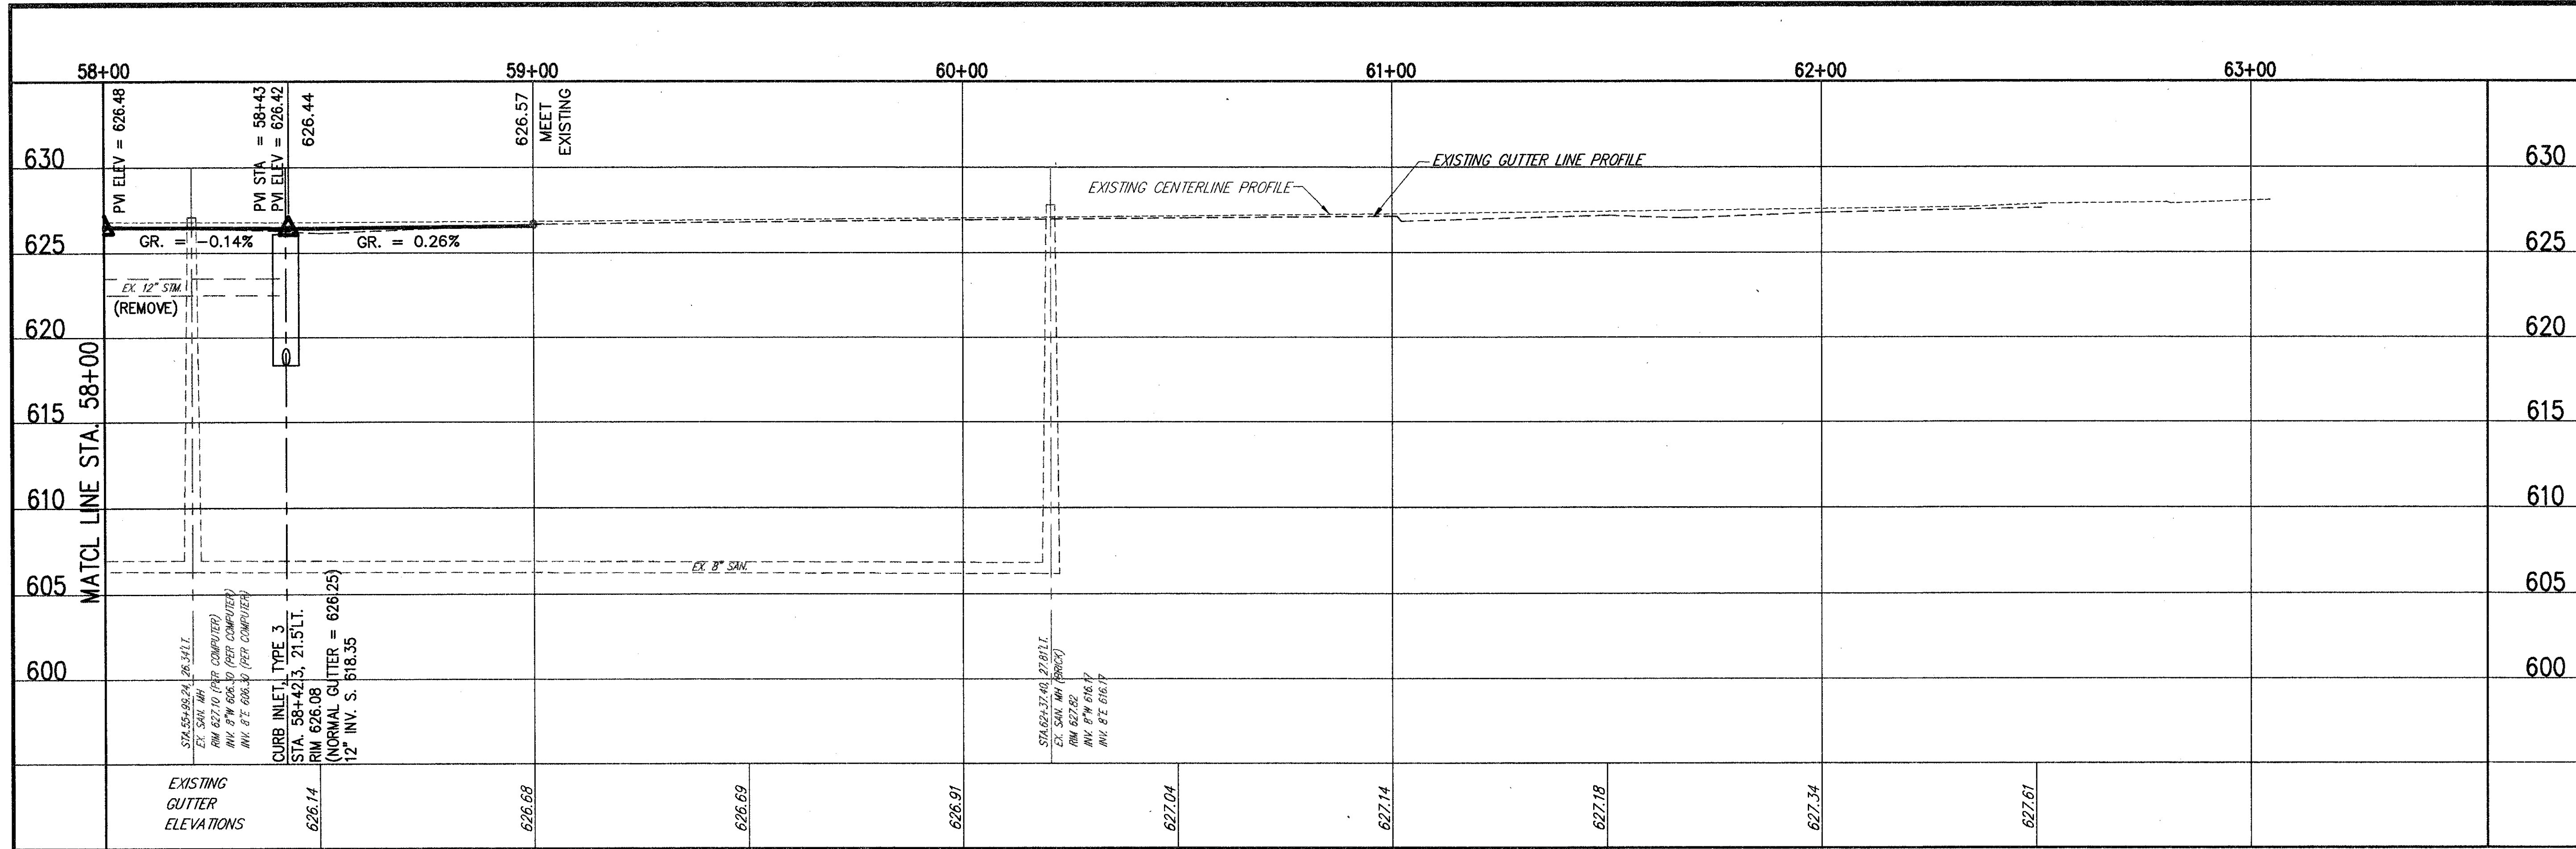 58+00
59+00
60+00
61+00
62+00
63+00
PVI ELEV = 626.48
PVI STA = 58+43
PVI ELEV = 626.42
626.44
626.57
MEET
EXISTING
630
630
EXISTING CENTERLINE PROFILE
EXISTING GUTTER LINE PROFILE
GR. = -0.14%
GR. = 0.26%
625
625
EX. 12" STM.
(REMOVE)
620
620
615
615
610
610
605
605
600
600
MATCL LINE STA. 58+00
EX. 8" SAN.
STA.55+99.24, 26.34'LT.
EX. SAN. MH
RIM 627.10 (PER COMPUTER)
INV. 8"W 606.30 (PER COMPUTER)
INV. 8"E 606.30 (PER COMPUTER)
CURB INLET, TYPE 3
STA. 58+42.3, 21.5'LT.
RIM 626.08
(NORMAL GUTTER = 626.25)
12" INV. S. 618.35
STA.62+37.40, 27.81'LT.
EX. SAN. MH (BRICK)
RIM 627.82
INV. 8"W 616.17
INV. 8"E 616.17
EXISTING
GUTTER
ELEVATIONS
626.14
626.68
626.69
626.91
627.04
627.14
627.18
627.34
627.61